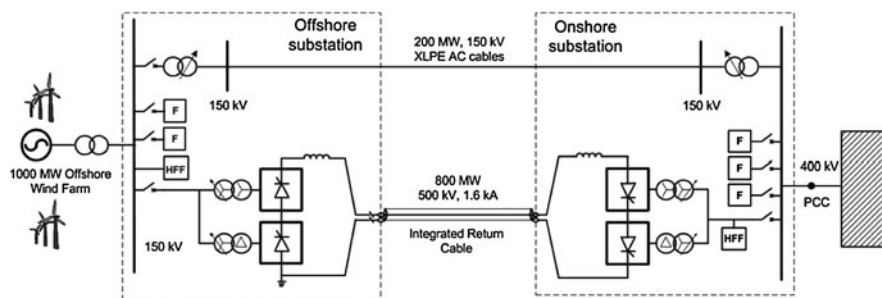 Offshore
substation
200 MW, 150 kV
XLPE AC cables
Onshore
substation
150 kV
150 kV
F
F
HFF
1000 MW Offshore
Wind Farm
150 kV
800 MW
500 kV, 1.6 kA
Integrated Return
Cable
F
F
F
HFF
400 kV
PCC